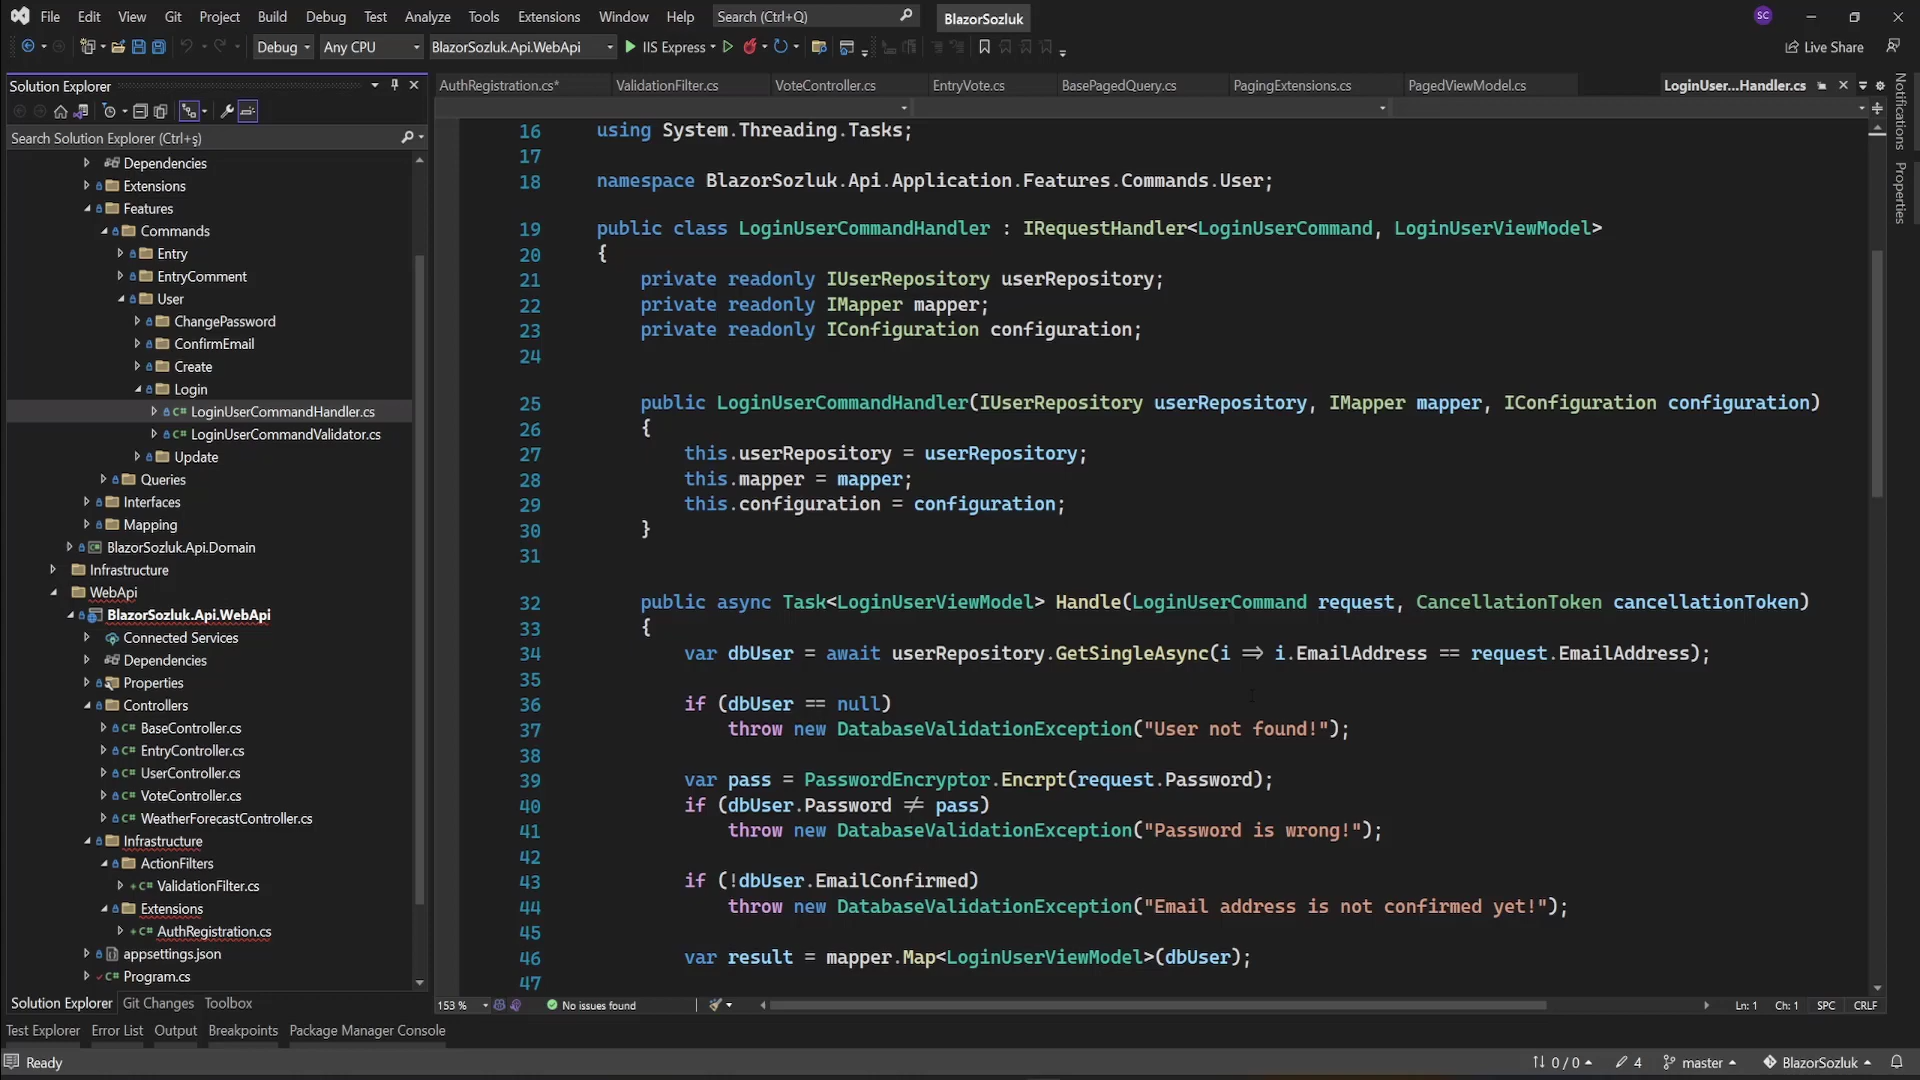 File Edit View Git Project Build Debug Test Analyze Tools Extensions Window Help Search (Ctrl+Q) BlazorSozluk SC
Debug Any CPU BlazorSozluk.Api.WebApi IIS Express Live Share
Solution Explorer
Search Solution Explorer (Ctrl+ş)
Dependencies
Extensions
Features
Commands
Entry
EntryComment
User
ChangePassword
ConfirmEmail
Create
Login
C# LoginUserCommandHandler.cs
C# LoginUserCommandValidator.cs
Update
Queries
Interfaces
Mapping
BlazorSozluk.Api.Domain
Infrastructure
WebApi
BlazorSozluk.Api.WebApi
Connected Services
Dependencies
Properties
Controllers
C# BaseController.cs
C# EntryController.cs
C# UserController.cs
C# VoteController.cs
C# WeatherForecastController.cs
Infrastructure
ActionFilters
C# ValidationFilter.cs
Extensions
C# AuthRegistration.cs
appsettings.json
C# Program.cs
Solution Explorer Git Changes Toolbox
AuthRegistration.cs* ValidationFilter.cs VoteController.cs EntryVote.cs BasePagedQuery.cs PagingExtensions.cs PagedViewModel.cs LoginUser...Handler.cs
16 using System.Threading.Tasks;
17
18 namespace BlazorSozluk.Api.Application.Features.Commands.User;
19 public class LoginUserCommandHandler : IRequestHandler<LoginUserCommand, LoginUserViewModel>
20 {
21 private readonly IUserRepository userRepository;
22 private readonly IMapper mapper;
23 private readonly IConfiguration configuration;
24
25 public LoginUserCommandHandler(IUserRepository userRepository, IMapper mapper, IConfiguration configuration)
26 {
27 this.userRepository = userRepository;
28 this.mapper = mapper;
29 this.configuration = configuration;
30 }
31
32 public async Task<LoginUserViewModel> Handle(LoginUserCommand request, CancellationToken cancellationToken)
33 {
34 var dbUser = await userRepository.GetSingleAsync(i => i.EmailAddress == request.EmailAddress);
35
36 if (dbUser == null)
37 throw new DatabaseValidationException("User not found!");
38
39 var pass = PasswordEncryptor.Encrpt(request.Password);
40 if (dbUser.Password ≠ pass)
41 throw new DatabaseValidationException("Password is wrong!");
42
43 if (!dbUser.EmailConfirmed)
44 throw new DatabaseValidationException("Email address is not confirmed yet!");
45
46 var result = mapper.Map<LoginUserViewModel>(dbUser);
47
153 % No issues found Ln: 1 Ch: 1 SPC CRLF
Notifications
Properties
Test Explorer Error List Output Breakpoints Package Manager Console
Ready 0 / 0 4 master BlazorSozluk